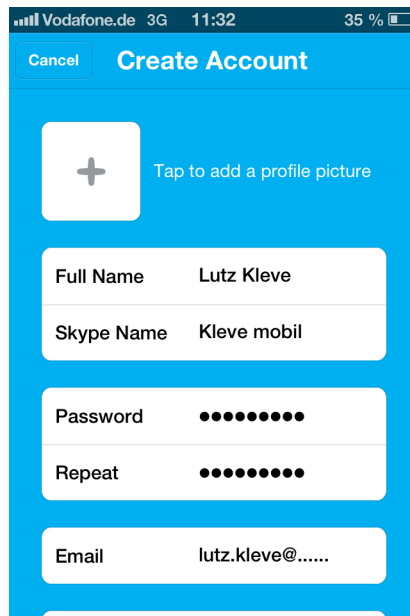 Vodafone.de 3G 11:32 35 %
Cancel Create Account
Tap to add a profile picture
Full Name Lutz Kleve
Skype Name Kleve mobil
Password ●●●●●●●●●
Repeat ●●●●●●●●●
Email lutz.kleve@......